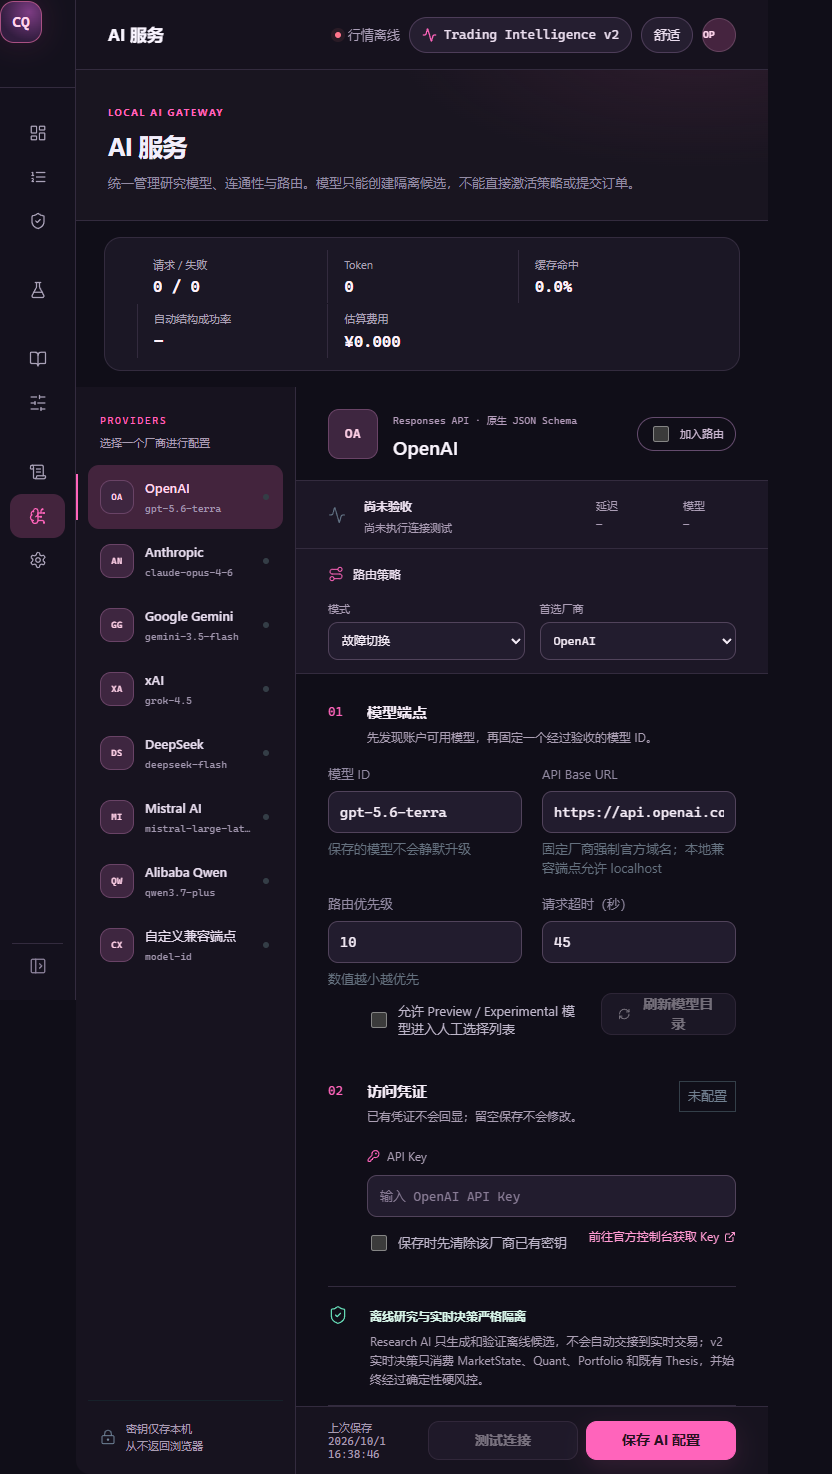 CQ
AI 服务
行情离线
Trading Intelligence v2
舒适
OP
LOCAL AI GATEWAY
AI 服务
统一管理研究模型、连通性与路由。模型只能创建隔离候选，不能直接激活策略或提交订单。
请求 / 失败
0 / 0
Token
0
缓存命中
0.0%
自动结构成功率
—
估算费用
¥0.000
PROVIDERS
选择一个厂商进行配置
OA
OpenAI
gpt-5.6-terra
AN
Anthropic
claude-opus-4-6
GG
Google Gemini
gemini-3.5-flash
XA
xAI
grok-4.5
DS
DeepSeek
deepseek-flash
MI
Mistral AI
mistral-large-lat…
QW
Alibaba Qwen
qwen3.7-plus
CX
自定义兼容端点
model-id
密钥仅存本机
从不返回浏览器
OA
Responses API · 原生 JSON Schema
OpenAI
加入路由
尚未验收
尚未执行连接测试
延迟
—
模型
—
路由策略
模式
故障切换
首选厂商
OpenAI
01
模型端点
先发现账户可用模型，再固定一个经过验收的模型 ID。
模型 ID
gpt-5.6-terra
保存的模型不会静默升级
API Base URL
https://api.openai.co
固定厂商强制官方域名；本地兼
容端点允许 localhost
路由优先级
10
数值越小越优先
请求超时（秒）
45
允许 Preview / Experimental 模
型进入人工选择列表
刷新模型目
录
02
访问凭证
已有凭证不会回显；留空保存不会修改。
未配置
API Key
输入 OpenAI API Key
保存时先清除该厂商已有密钥
前往官方控制台获取 Key
离线研究与实时决策严格隔离
Research AI 只生成和验证离线候选，不会自动交接到实时交易；v2
实时决策只消费 MarketState、Quant、Portfolio 和既有 Thesis，并始
终经过确定性硬风控。
上次保存
2026/10/1
16:38:46
测试连接
保存 AI 配置